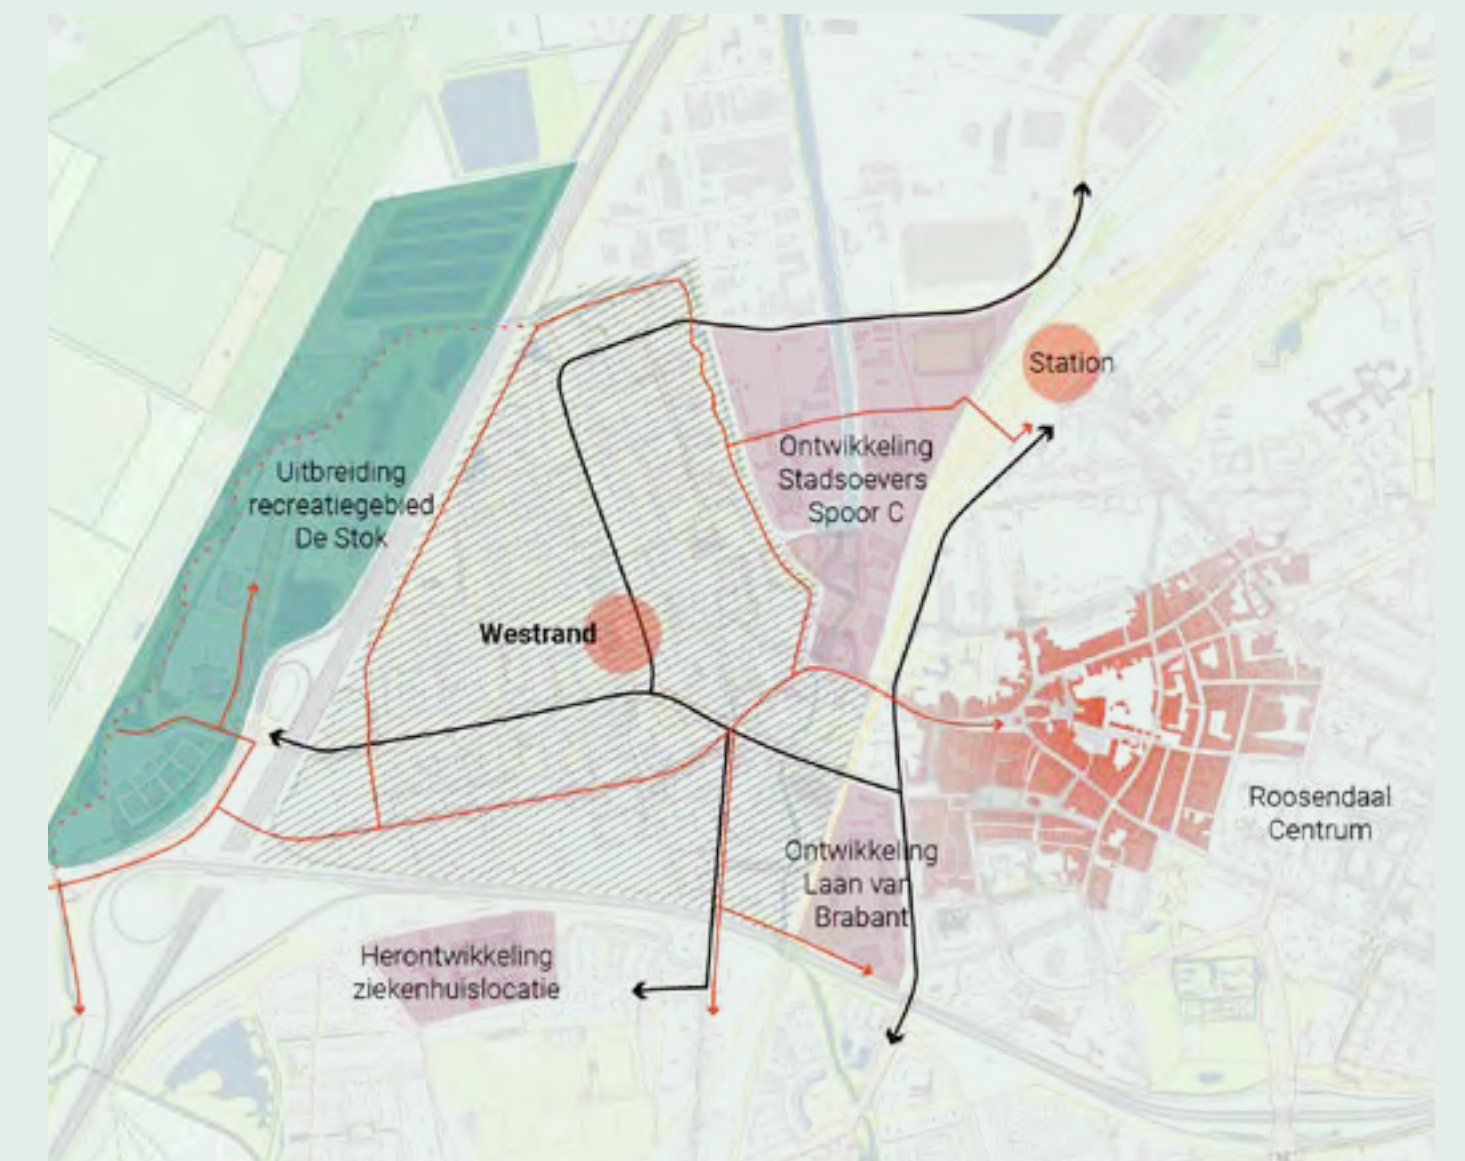 Station
Ontwikkeling
Stadsoevers
Spoor C
Uitbreiding
recreatiegebied
De Stok
Westrand
Roosendaal
Centrum
Ontwikkeling
Laan van
Brabant
Herontwikkeling
ziekenhuislocatie